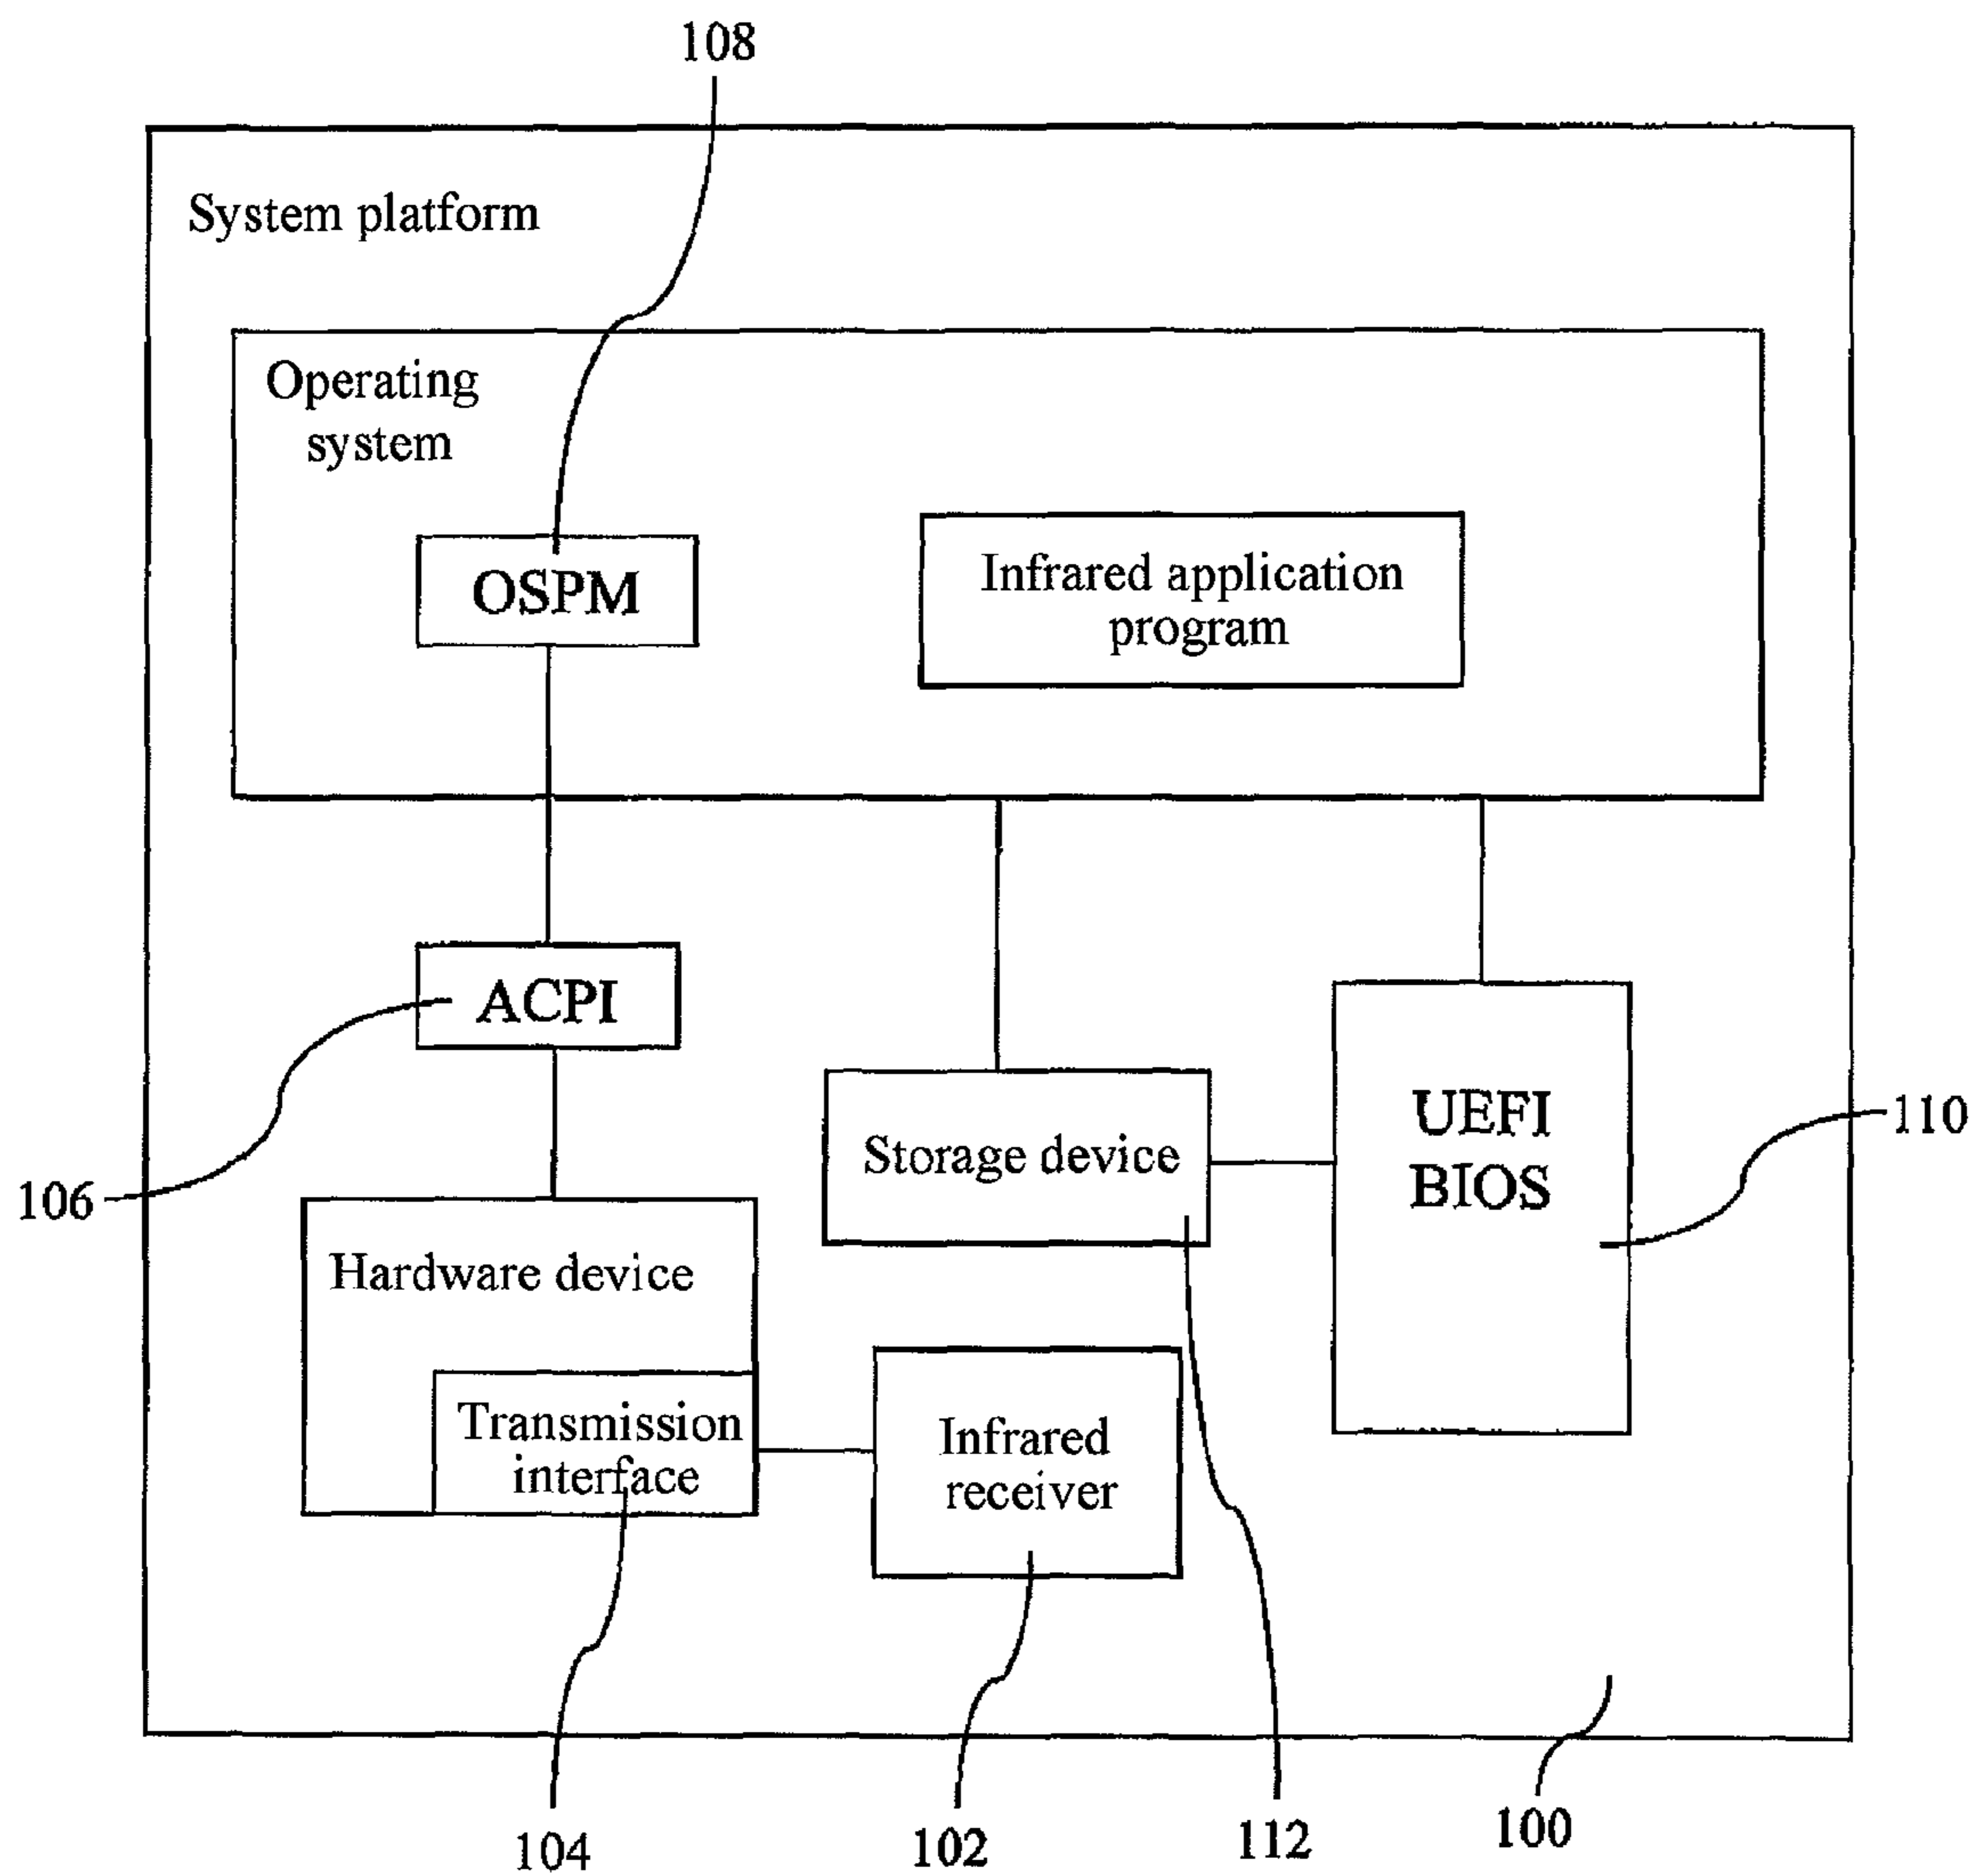 108
System platform
Operating
system
OSPM
Infrared application
program
ACPI
UEFI
BIOS
110
Storage device
106
Hardware device
Transmission
interface
Infrared
receiver
104
102
112
100